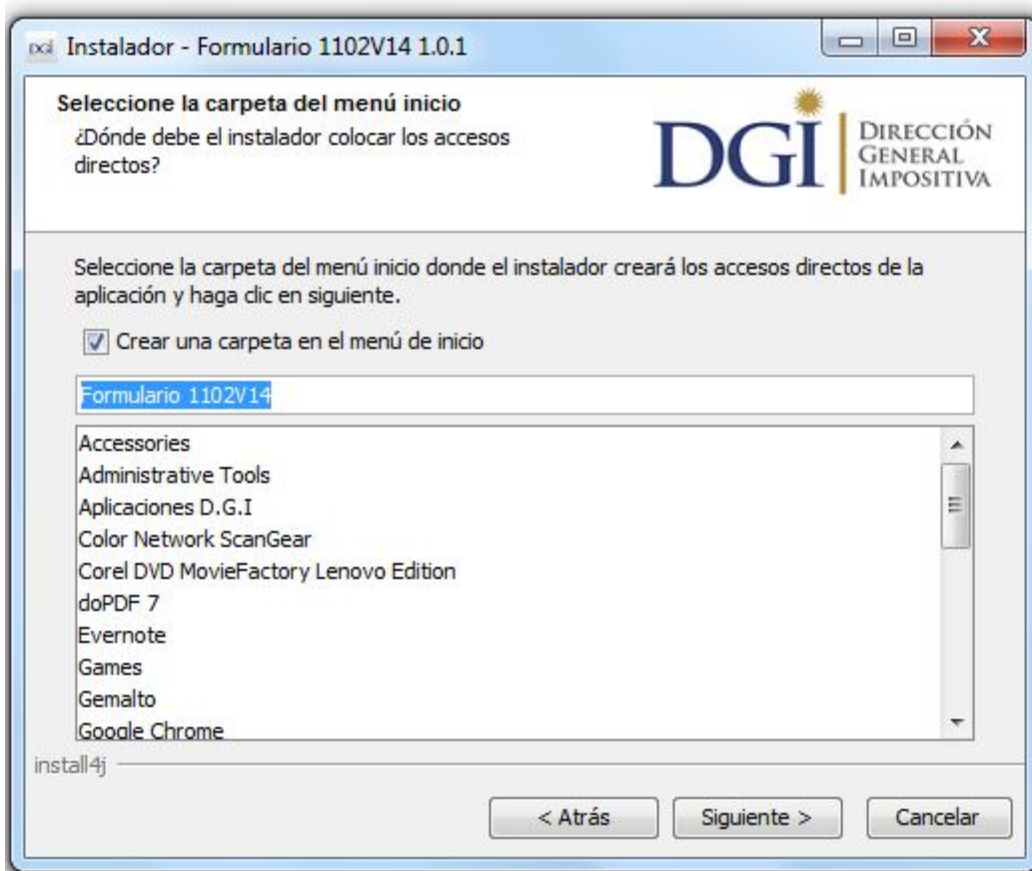 DGI Instalador - Formulario 1102V14 1.0.1
Seleccione la carpeta del menú inicio
¿Dónde debe el instalador colocar los accesos
directos?
DGI
DIRECCIÓN
GENERAL
IMPOSITIVA
Seleccione la carpeta del menú inicio donde el instalador creará los accesos directos de la
aplicación y haga clic en siguiente.
Crear una carpeta en el menú de inicio
Formulario 1102V14
Accessories
Administrative Tools
Aplicaciones D.G.I
Color Network ScanGear
Corel DVD MovieFactory Lenovo Edition
doPDF 7
Evernote
Games
Gemalto
Google Chrome
install4j
< Atrás
Siguiente >
Cancelar